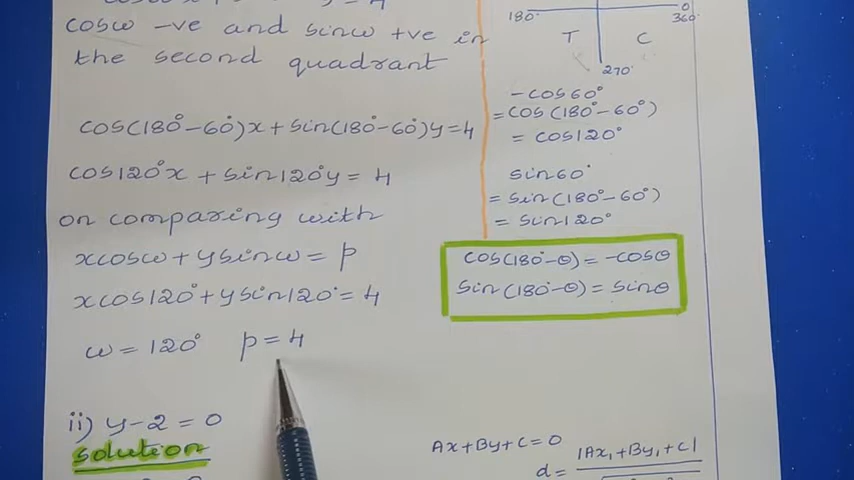 cosω -ve and sinω +ve in
the second quadrant
cos(180°-60°)x + sin(180°-60°)y = 4
cos120°x + sin120°y = 4
on comparing with
xcosω + ysinω = p
xcos120° + ysin120° = 4
ω = 120° p = 4
ii) y-2 = 0
solution
180°
0
360°
T C
270°
-cos60°
= cos(180°-60°)
= cos120°
sin60°
= sin(180°-60°)
= sin120°
cos(180°-θ) = -cosθ
sin(180°-θ) = sinθ
Ax+By+C=0
d = |Ax₁+By₁+C|